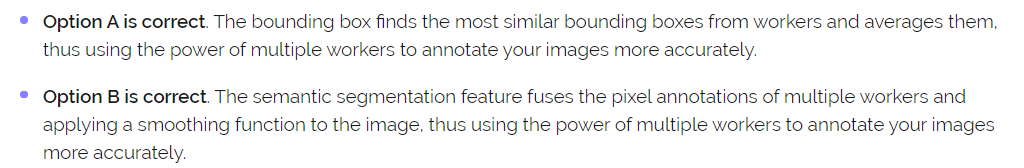 Option A is correct. The bounding box finds the most similar bounding boxes from workers and averages them,
thus using the power of multiple workers to annotate your images more accurately.
Option B is correct. The semantic segmentation feature fuses the pixel annotations of multiple workers and
applying a smoothing function to the image, thus using the power of multiple workers to annotate your images
more accurately.